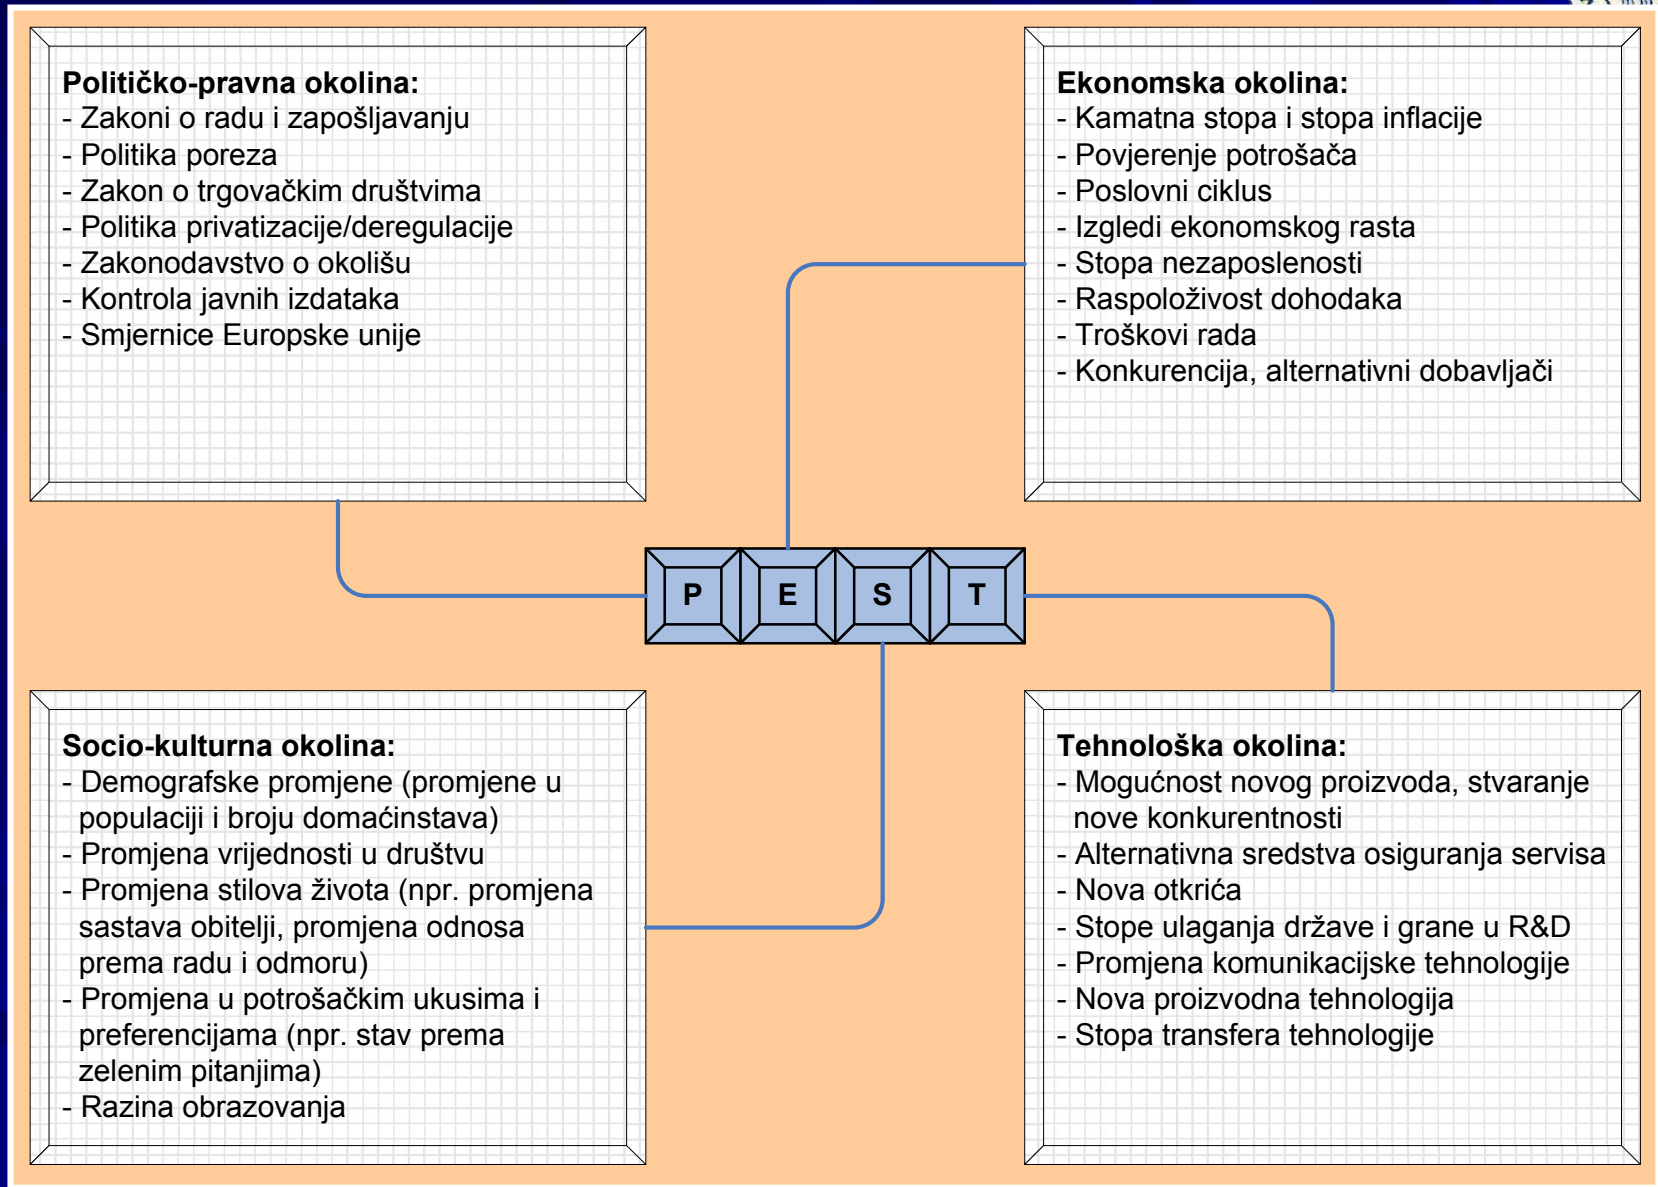 Političko-pravna okolina:
- Zakoni o radu i zapošljavanju
- Politika poreza
- Zakon o trgovačkim društvima
- Politika privatizacije/deregulacije
- Zakonodavstvo o okolišu
- Kontrola javnih izdataka
- Smjernice Europske unije
Ekonomska okolina:
- Kamatna stopa i stopa inflacije
- Povjerenje potrošača
- Poslovni ciklus
- Izgledi ekonomskog rasta
- Stopa nezaposlenosti
- Raspoloživost dohodaka
- Troškovi rada
- Konkurencija, alternativni dobavljači
P E S T
Socio-kulturna okolina:
- Demografske promjene (promjene u
populaciji i broju domaćinstava)
- Promjena vrijednosti u društvu
- Promjena stilova života (npr. promjena
sastava obitelji, promjena odnosa
prema radu i odmoru)
- Promjena u potrošačkim ukusima i
preferencijama (npr. stav prema
zelenim pitanjima)
- Razina obrazovanja
Tehnološka okolina:
- Mogućnost novog proizvoda, stvaranje
nove konkurentnosti
- Alternativna sredstva osiguranja servisa
- Nova otkrića
- Stope ulaganja države i grane u R&D
- Promjena komunikacijske tehnologije
- Nova proizvodna tehnologija
- Stopa transfera tehnologije